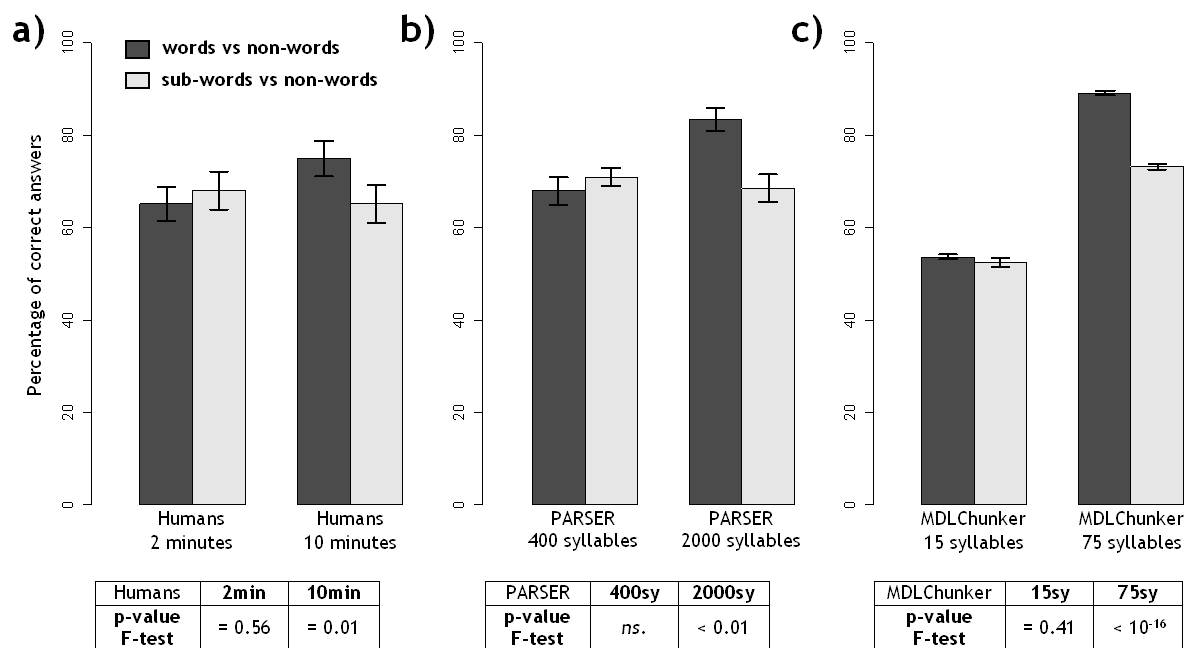 a)
words vs non-words
sub-words vs non-words
Percentage of correct answers
0
20
40
60
80
100
Humans
2 minutes
Humans
10 minutes
b)
0
20
40
60
80
100
PARSER
400 syllables
PARSER
2000 syllables
c)
0
20
40
60
80
100
MDLChunker
15 syllables
MDLChunker
75 syllables
Humans 2min 10min
p-value
F-test = 0.56 = 0.01
PARSER 400sy 2000sy
p-value
F-test ns. < 0.01
MDLChunker 15sy 75sy
p-value
F-test = 0.41 < 10⁻¹⁶